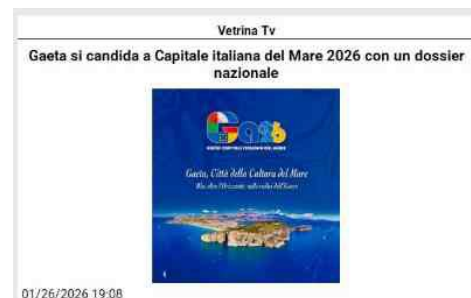 Vetrina Tv
Gaeta si candida a Capitale italiana del Mare 2026 con un dossier
nazionale
Ga26
Gaeta, Città della Cultura del Mare
01/26/2026 19:08